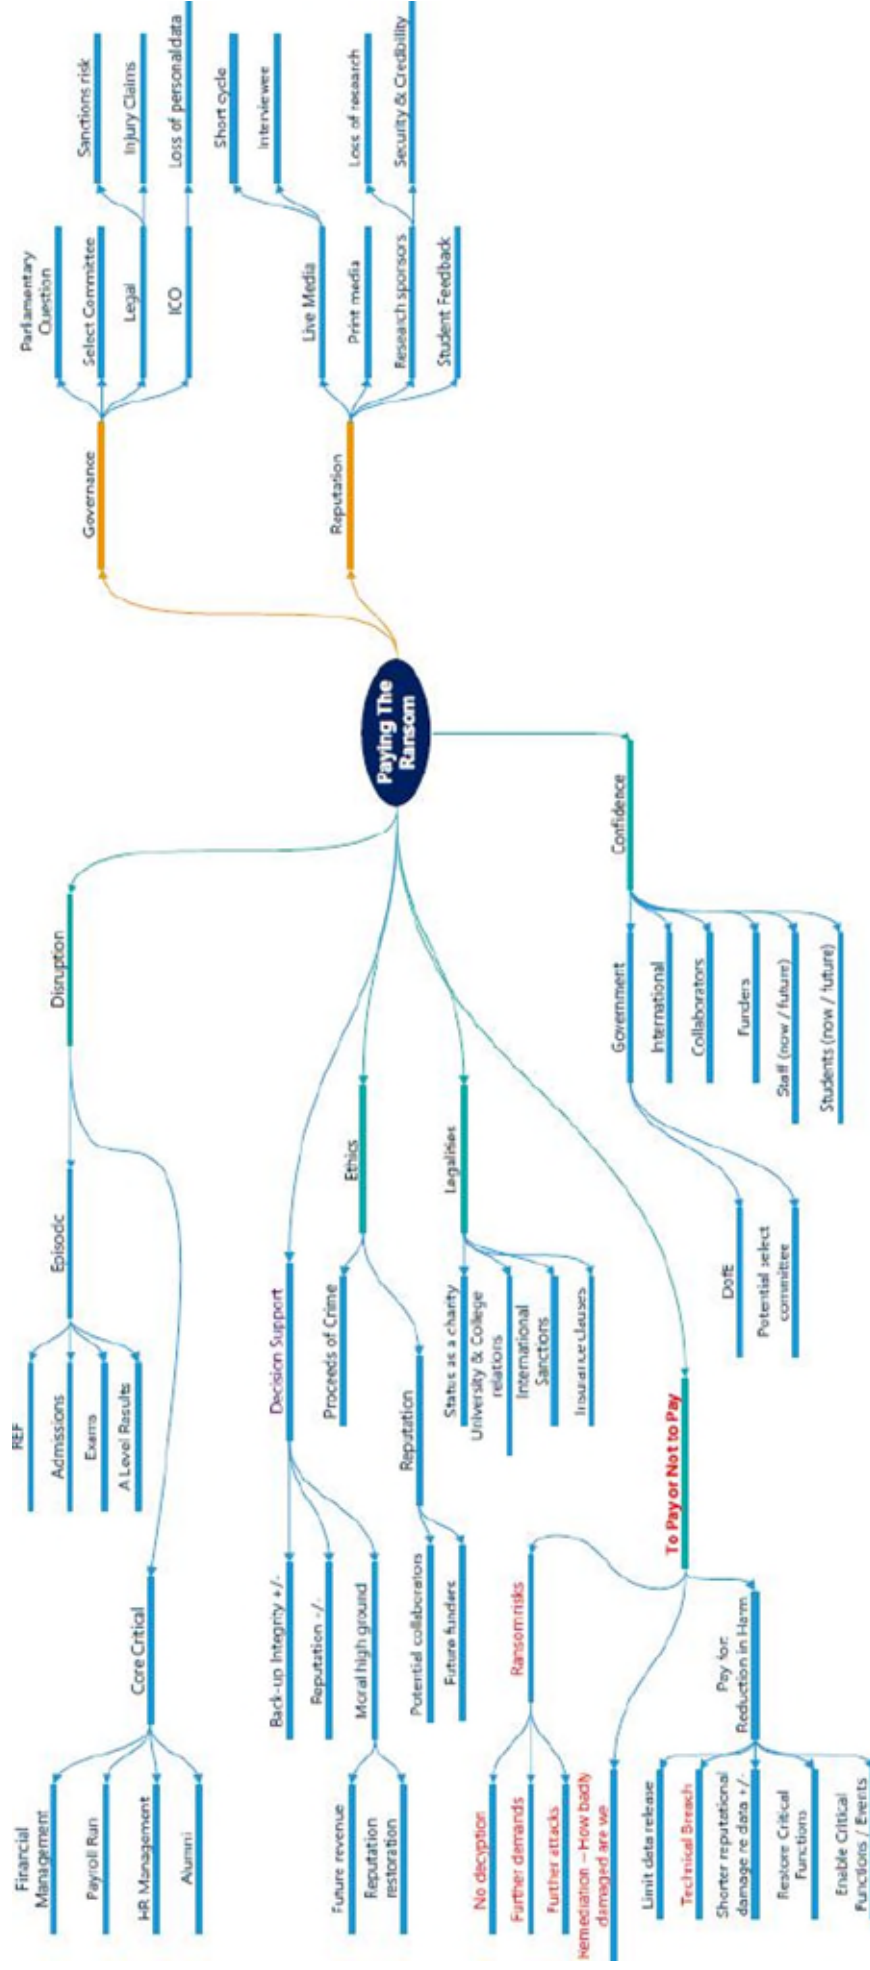 Paying The
Ransom
Governance
Parliamentary
Question
Select Committee
Legal
Sanctions risk
Injury Claims
ICO
Loss of personal data
Reputation
Live Media
Short cycle
Interviewee
Print media
Research sponsors
Loss of research
Security & Credbility
Student Feedback
Disruption
Episodic
REF
Admissions
Exams
A Level Results
Core Critical
Financial
Management
Payroll Run
HR Management
Alumni
Decision Support
Back-up Integrity +/-
Reputation -/-
Moral high ground
Future revenue
Reputation
restoration
Ethics
Proceeds of Crime
Reputation
Potential collaborators
Future funders
Legalities
Status as a charity
University & College
relations
International
Sanctions
Insurance clauses
To Pay or Not to Pay
Ransom risks
No decyption
Further demands
Further attacks
Remediation – How badly
damaged are we
Pay for:
Reduction in Harm
Limit data release
Technical Breach
Shorter reputational
damage re data +/-
Restore Critical
Functions
Enable Critical
Functions / Events
Confidence
Government
DofE
Potential select
committee
International
Collaborators
Funders
Staff (now / future)
Students (now / future)